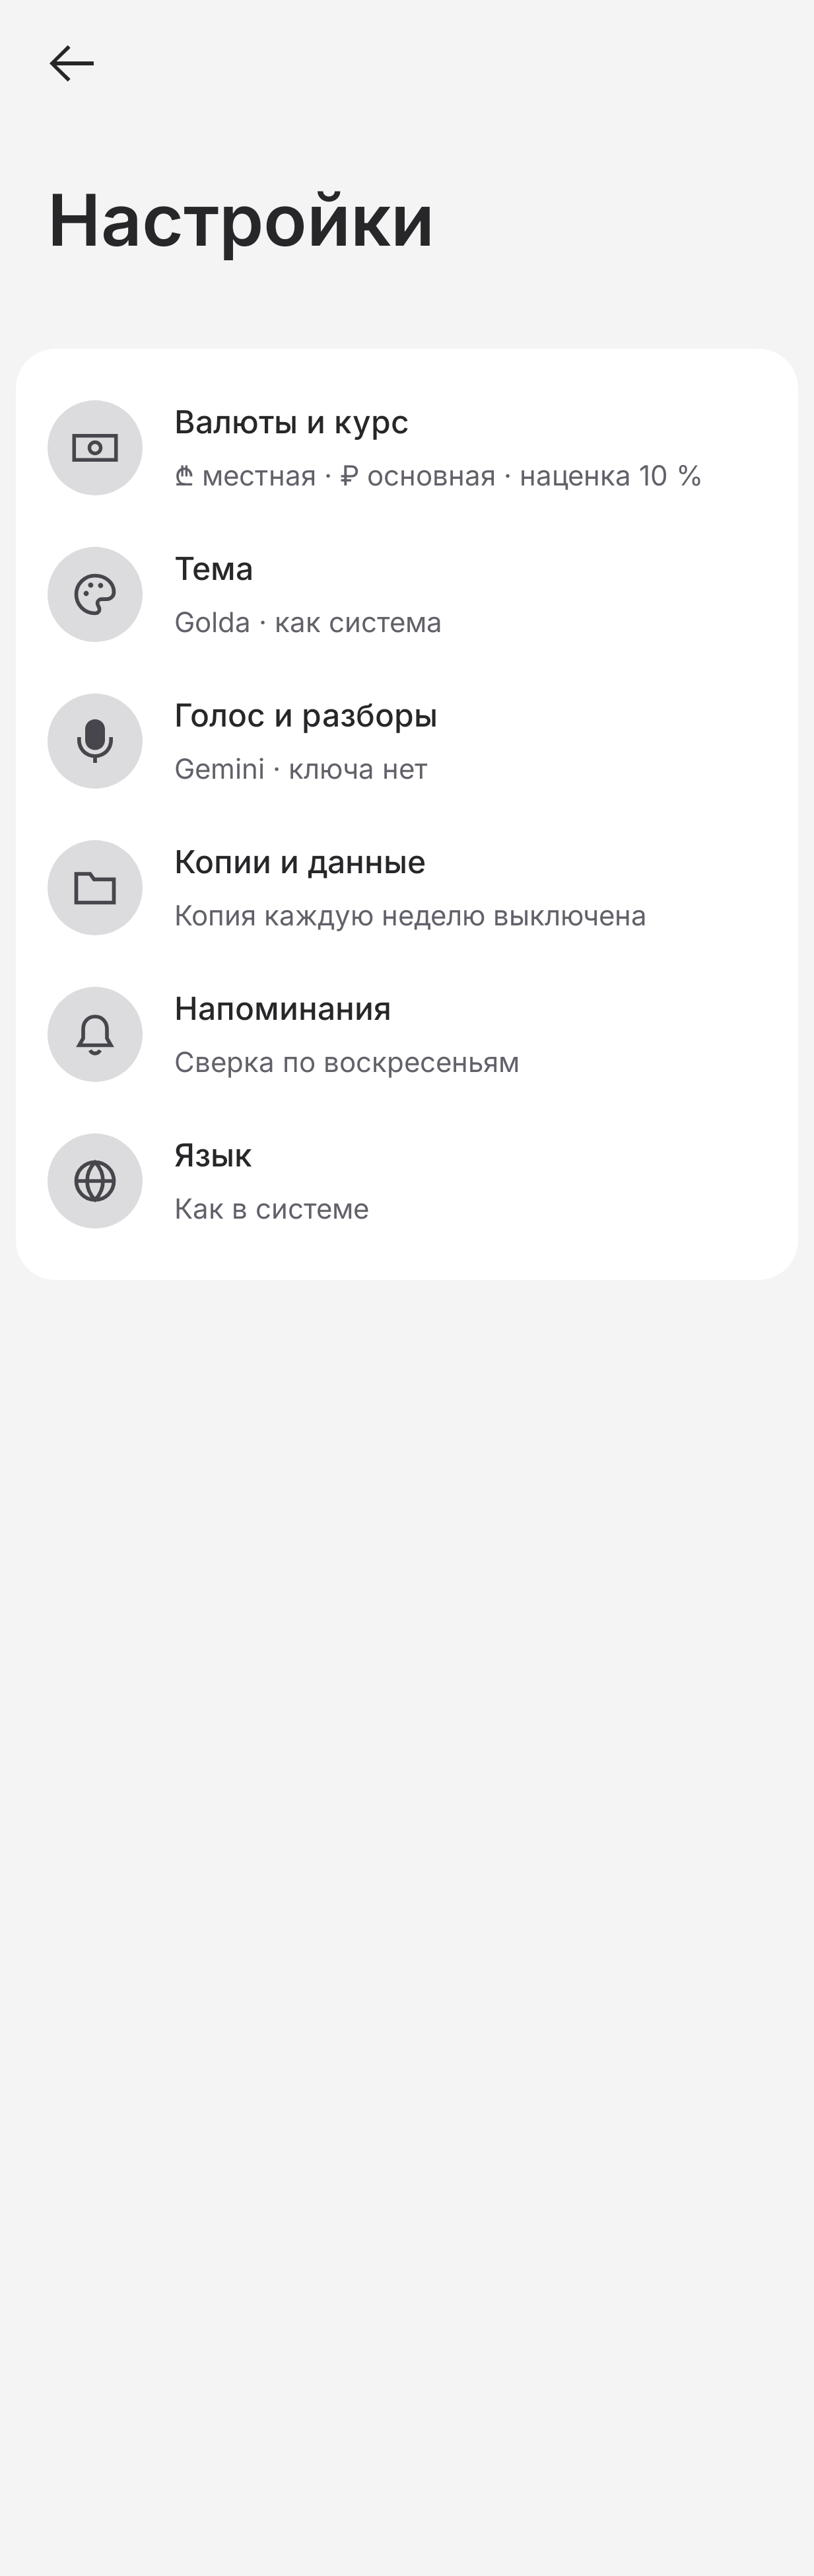 Настройки
Валюты и курс
₾ местная · ₽ основная · наценка 10 %
Тема
Golda · как система
Голос и разборы
Gemini · ключа нет
Копии и данные
Копия каждую неделю выключена
Напоминания
Сверка по воскресеньям
Язык
Как в системе